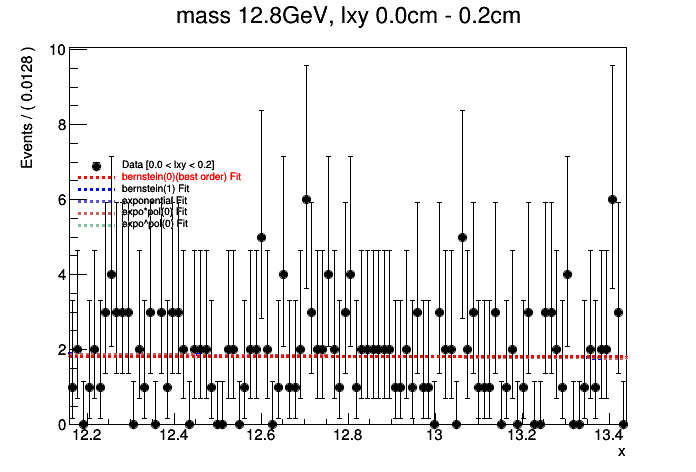 mass 12.8GeV, lxy 0.0cm - 0.2cm
Events / ( 0.0128 )
10
8
6
4
2
0
Data [0.0 < lxy < 0.2]
bernstein(0)(best order) Fit
bernstein(1) Fit
exponential Fit
expo*pol(0) Fit
expo^pol(0) Fit
12.2 12.4 12.6 12.8 13 13.2 13.4
x